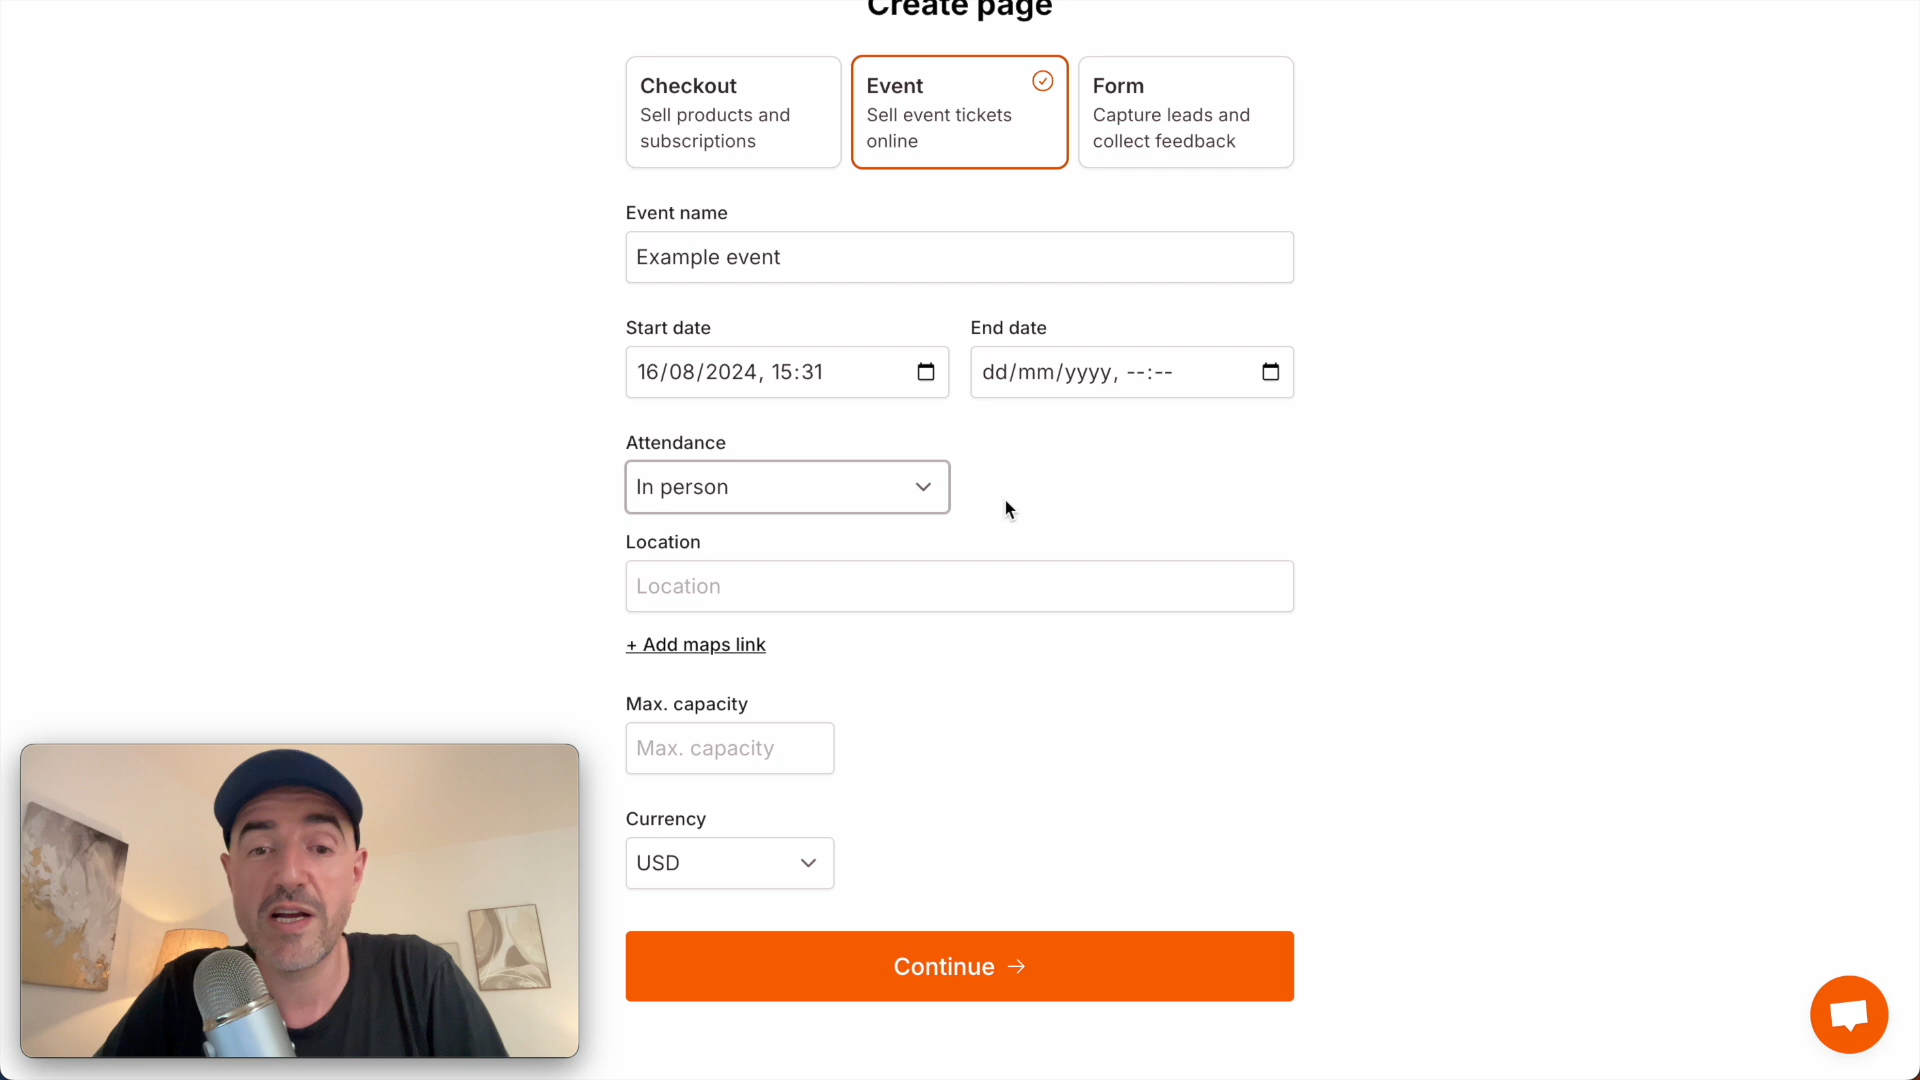 Create page
Checkout
Sell products and
subscriptions
Event
Sell event tickets
online
Form
Capture leads and
collect feedback
Event name
Example event
Start date
End date
16/08/2024, 15:31
dd/mm/yyyy, --:--
Attendance
In person
Location
Location
+ Add maps link
Max. capacity
Max. capacity
Currency
USD
Continue →